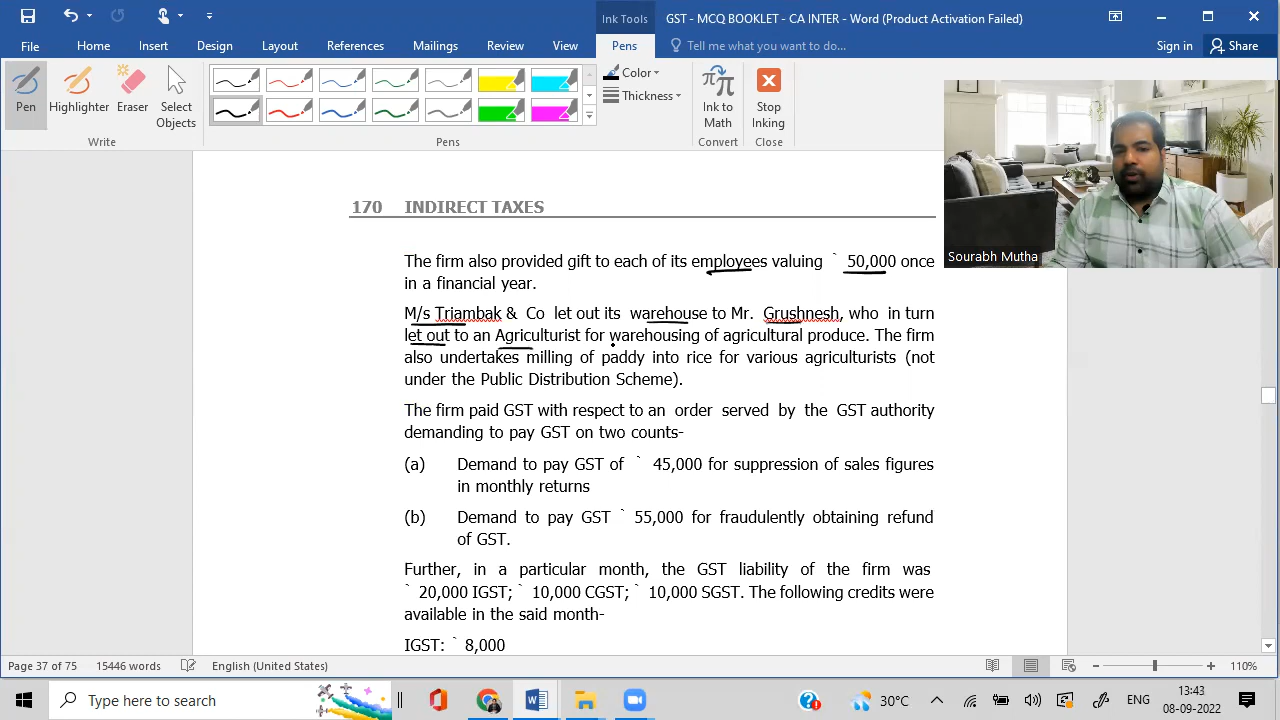 GST - MCQ BOOKLET - CA INTER - Word (Product Activation Failed)
Ink Tools
File
Home
Insert
Design
Layout
References
Mailings
Review
View
Pens
Tell me what you want to do...
Sign in
Share
Pen
Highlighter
Eraser
Select
Objects
Color
Thickness
Ink to
Math
Stop
Inking
Write
Pens
Convert
Close
Sourabh Mutha
170 INDIRECT TAXES
The firm also provided gift to each of its employees valuing ` 50,000 once
in a financial year.
M/s Triambak & Co let out its warehouse to Mr. Grushnesh, who in turn
let out to an Agriculturist for warehousing of agricultural produce. The firm
also undertakes milling of paddy into rice for various agriculturists (not
under the Public Distribution Scheme).
The firm paid GST with respect to an order served by the GST authority
demanding to pay GST on two counts-
(a) Demand to pay GST of ` 45,000 for suppression of sales figures
in monthly returns
(b) Demand to pay GST ` 55,000 for fraudulently obtaining refund
of GST.
Further, in a particular month, the GST liability of the firm was
` 20,000 IGST; ` 10,000 CGST; ` 10,000 SGST. The following credits were
available in the said month-
IGST: ` 8,000
Page 37 of 75 15446 words English (United States) 110%
Type here to search
30°C ENG 13:43
08-09-2022